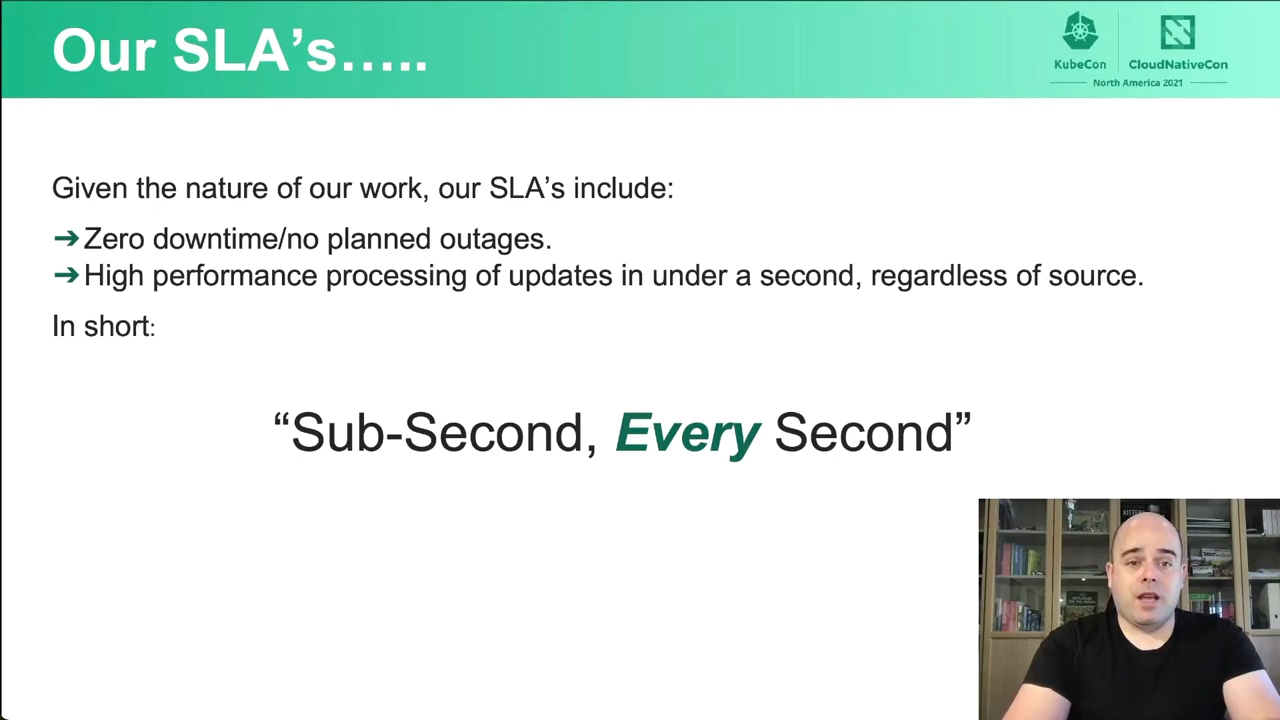 Our SLA’s…..
KubeCon
CloudNativeCon
North America 2021
Given the nature of our work, our SLA’s include:
➔Zero downtime/no planned outages.
➔High performance processing of updates in under a second, regardless of source.
In short:
“Sub-Second, Every Second”